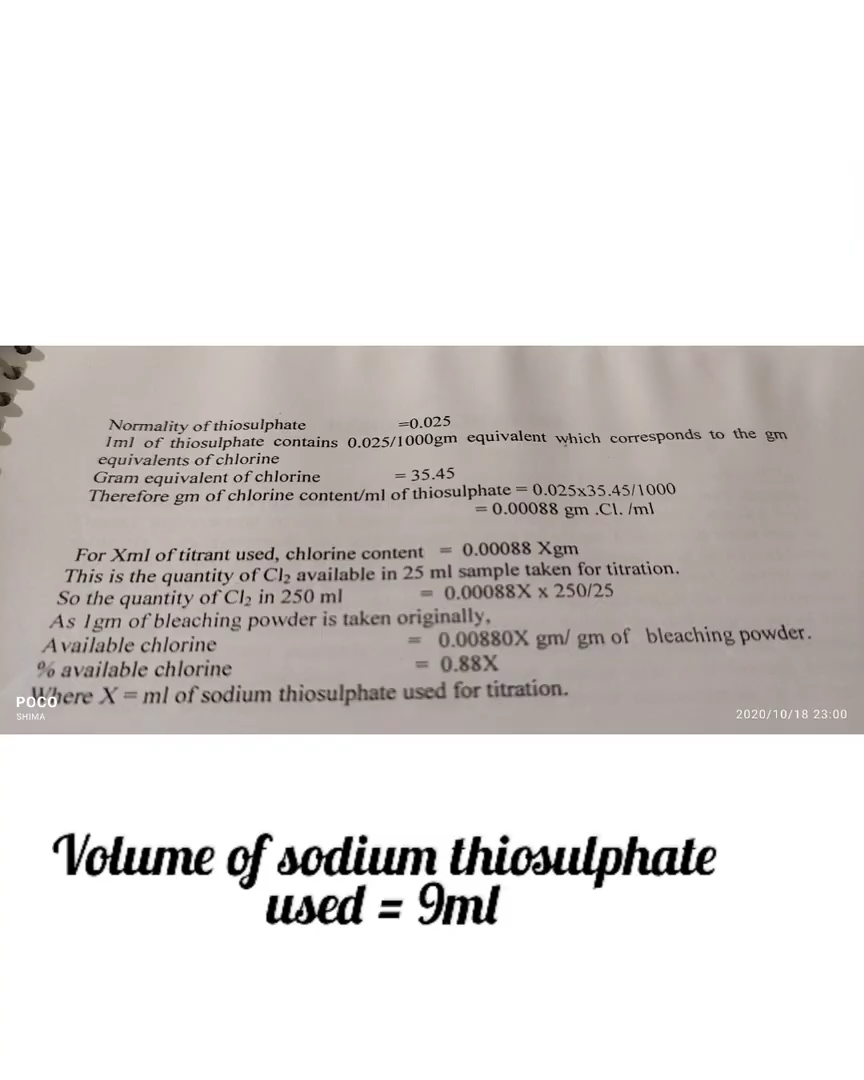 Normality of thiosulphate =0.025
1ml of thiosulphate contains 0.025/1000gm equivalent which corresponds to the gm
equivalents of chlorine
Gram equivalent of chlorine = 35.45
Therefore gm of chlorine content/ml of thiosulphate = 0.025x35.45/1000
= 0.00088 gm .Cl. /ml
For Xml of titrant used, chlorine content = 0.00088 Xgm
This is the quantity of Cl₂ available in 25 ml sample taken for titration.
So the quantity of Cl₂ in 250 ml = 0.00088X x 250/25
As 1gm of bleaching powder is taken originally,
Available chlorine = 0.00880X gm/ gm of bleaching powder.
% available chlorine = 0.88X
Where X = ml of sodium thiosulphate used for titration.
POCO
SHIMA
2020/10/18 23:00
Volume of sodium thiosulphate
used = 9ml